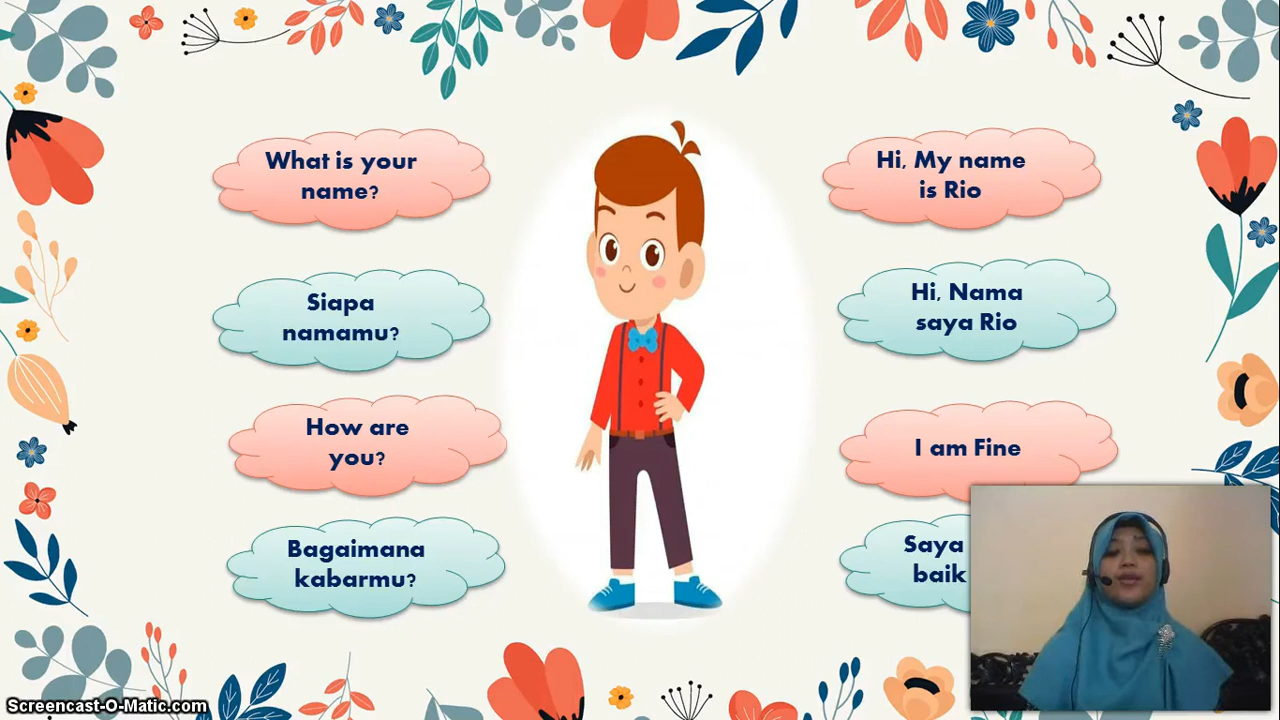 What is your
name?
Siapa
namamu?
How are
you?
Bagaimana
kabarmu?
Hi, My name
is Rio
Hi, Nama
saya Rio
I am Fine
Saya
baik
Screencast-O-Matic.com